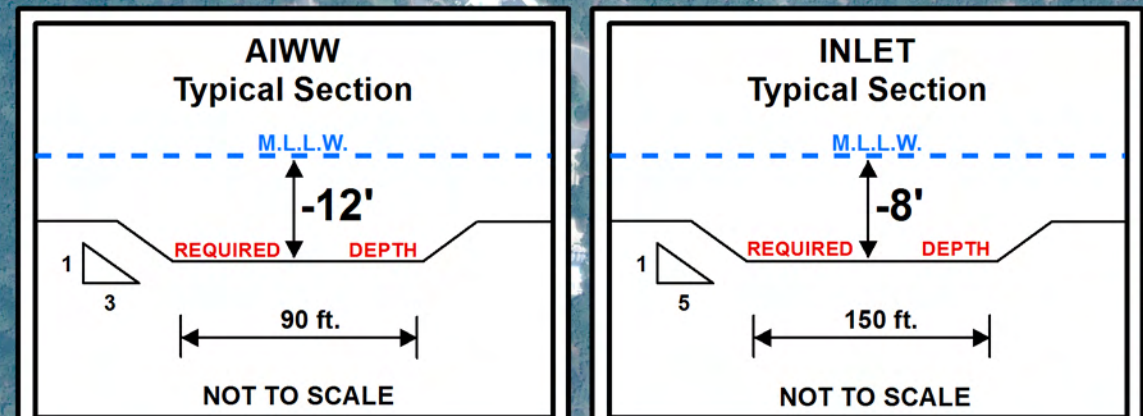 AIWW
Typical Section
M.L.L.W.
-12'
REQUIRED DEPTH
1
3
90 ft.
NOT TO SCALE
INLET
Typical Section
M.L.L.W.
-8'
REQUIRED DEPTH
1
5
150 ft.
NOT TO SCALE